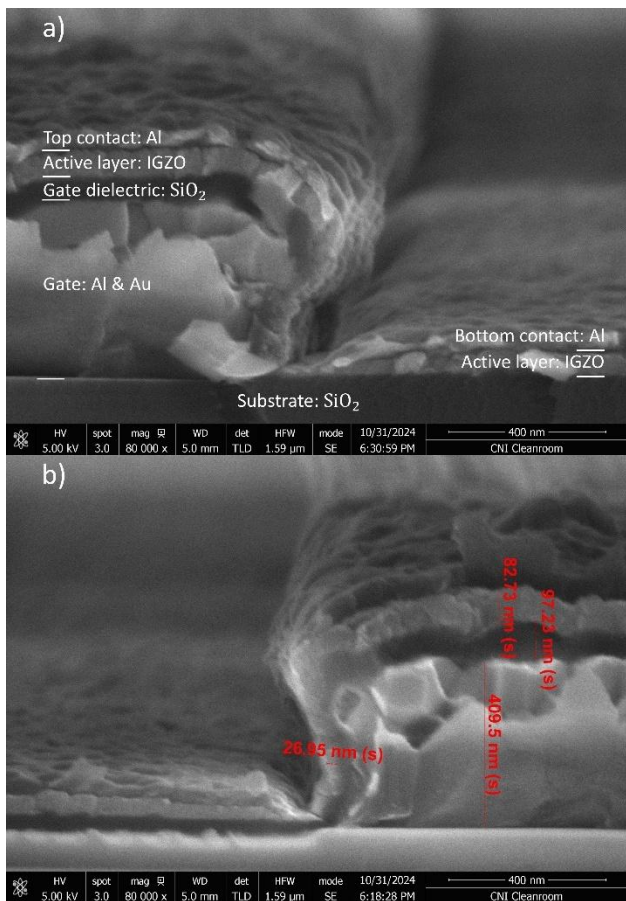 a)
Top contact: Al
Active layer: IGZO
Gate dielectric: SiO₂
Gate: Al & Au
Bottom contact: Al
Active layer: IGZO
Substrate: SiO₂
HV spot mag WD det HFW mode 10/31/2024 400 nm
5.00 kV 3.0 80 000 x 5.0 mm TLD 1.59 µm SE 6:30:59 PM CNI Cleanroom
b)
82.73 nm (s)
97.23 nm (s)
409.5 nm (s)
26.95 nm (s)
HV spot mag WD det HFW mode 10/31/2024 400 nm
5.00 kV 3.0 80 000 x 5.0 mm TLD 1.59 µm SE 6:18:28 PM CNI Cleanroom